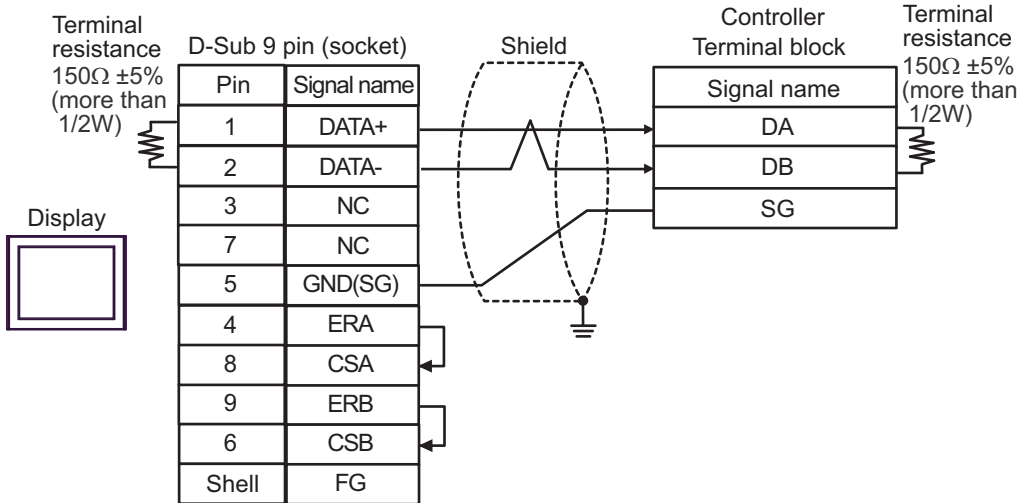 Terminal
resistance
150Ω ±5%
(more than
1/2W)
D-Sub 9 pin (socket)
Shield
Controller
Terminal block
Terminal
resistance
150Ω ±5%
(more than
1/2W)
Pin Signal name
1 DATA+
2 DATA-
3 NC
7 NC
5 GND(SG)
4 ERA
8 CSA
9 ERB
6 CSB
Shell FG
Signal name
DA
DB
SG
Display